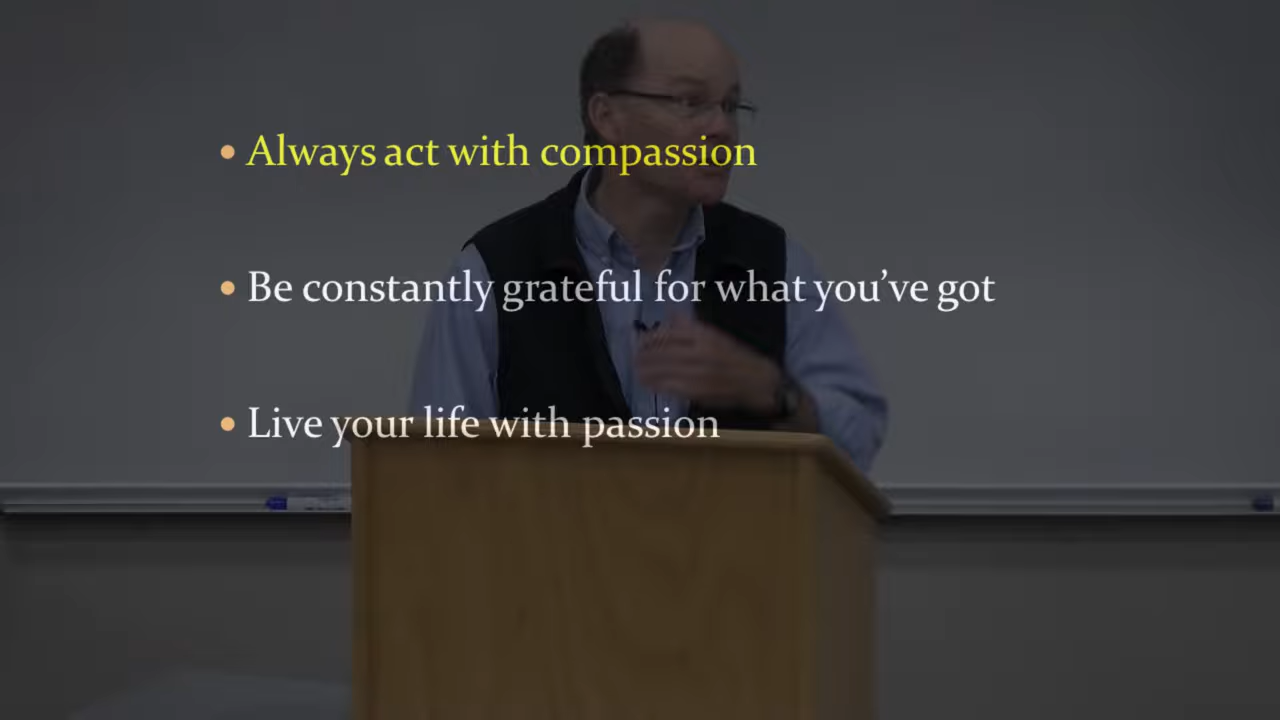 • Always act with compassion
• Be constantly grateful for what you’ve got
• Live your life with passion